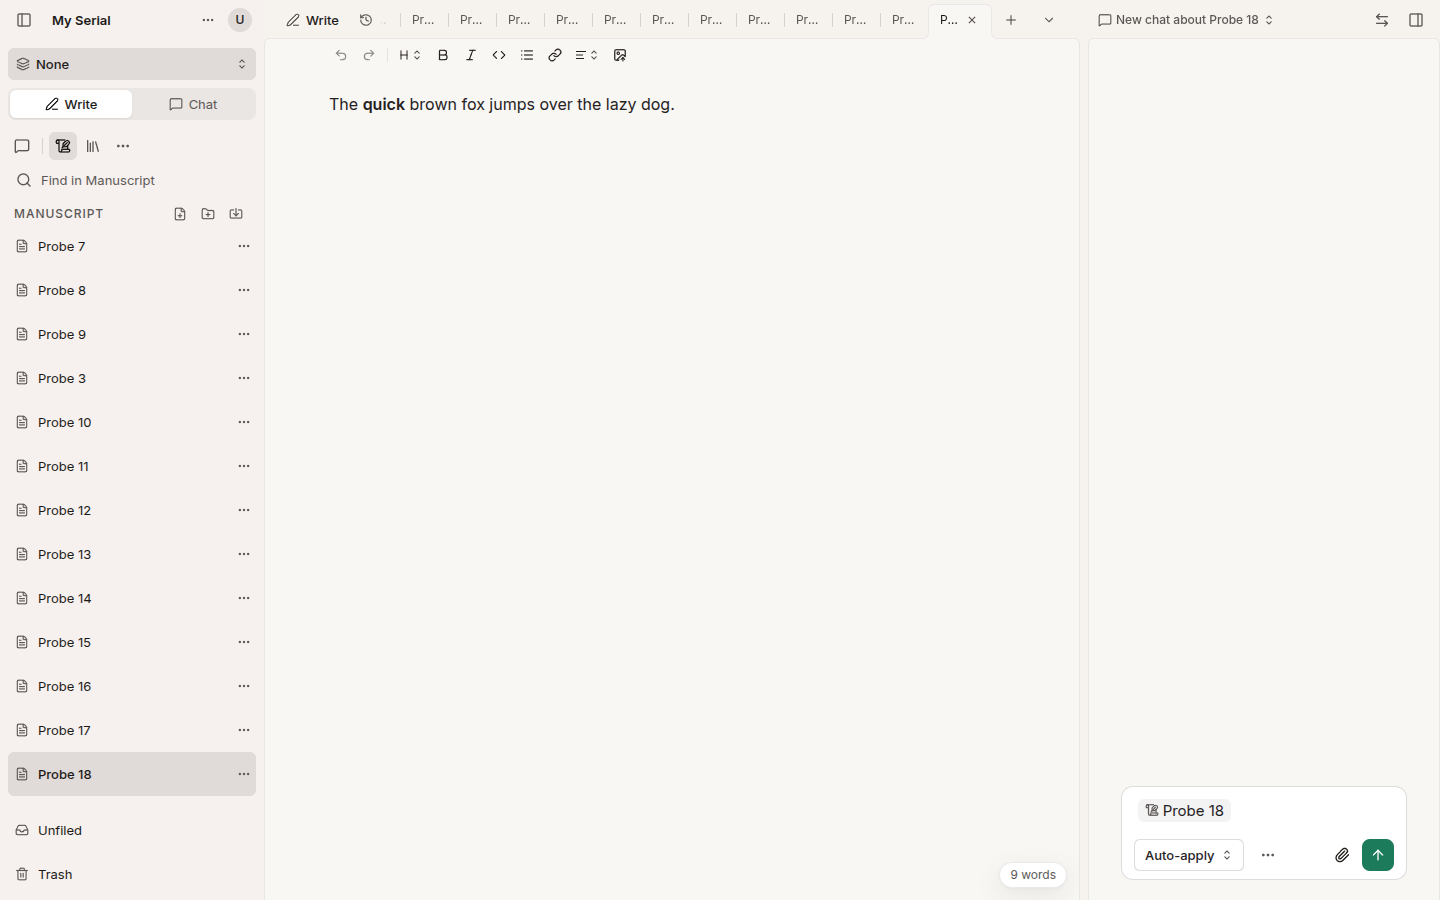 My Serial
U
None
Write
Chat
Find in Manuscript
MANUSCRIPT
Probe 7
Probe 8
Probe 9
Probe 3
Probe 10
Probe 11
Probe 12
Probe 13
Probe 14
Probe 15
Probe 16
Probe 17
Probe 18
Unfiled
Trash
Write
Pr... Pr... Pr... Pr... Pr... Pr... Pr... Pr... Pr... Pr... Pr... P...
H B I
The quick brown fox jumps over the lazy dog.
9 words
New chat about Probe 18
Probe 18
Auto-apply